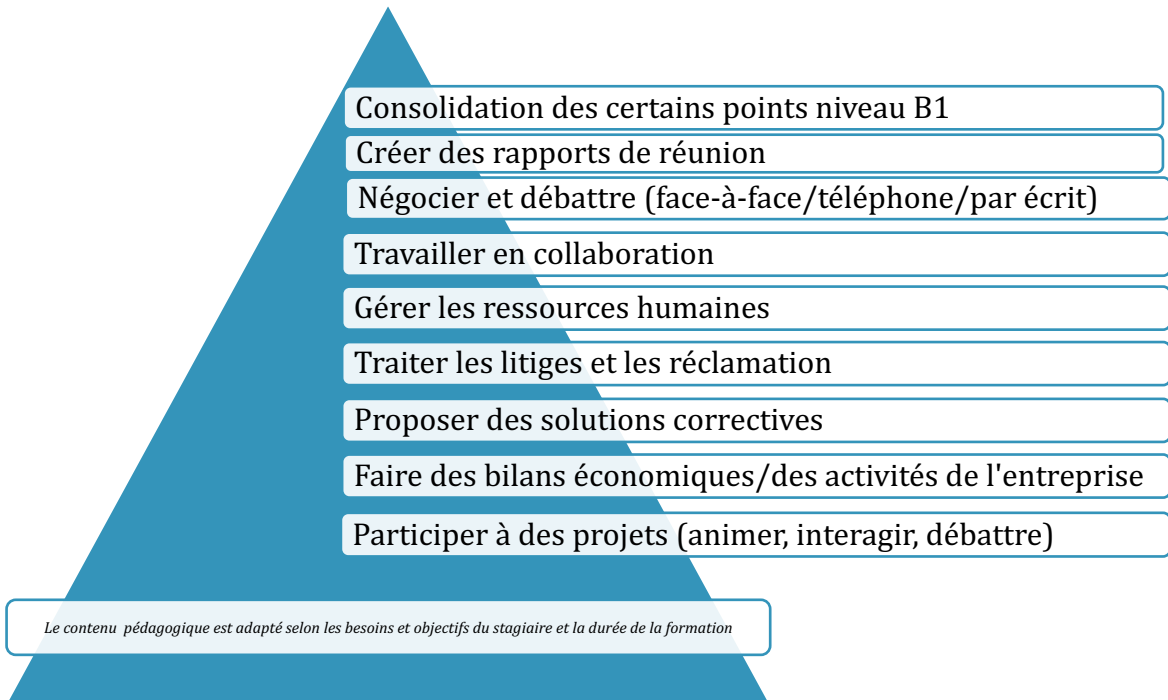 Consolidation des certains points niveau B1
Créer des rapports de réunion
Négocier et débattre (face-à-face/téléphone/par écrit)
Travailler en collaboration
Gérer les ressources humaines
Traiter les litiges et les réclamation
Proposer des solutions correctives
Faire des bilans économiques/des activités de l'entreprise
Participer à des projets (animer, interagir, débattre)
Le contenu pédagogique est adapté selon les besoins et objectifs du stagiaire et la durée de la formation